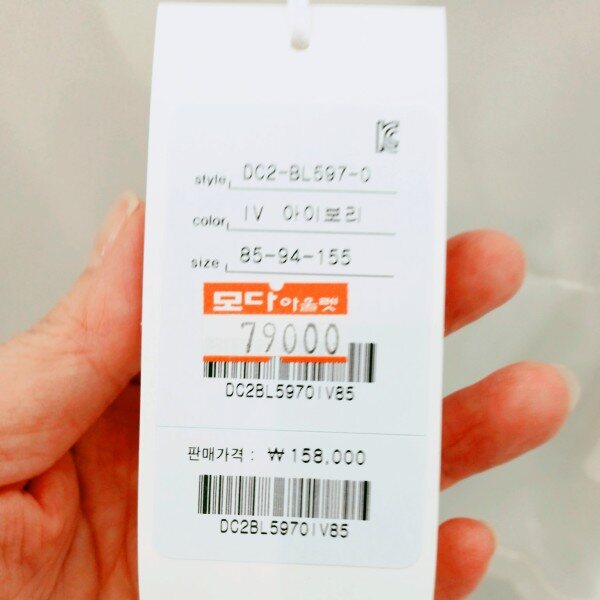 style DC2-BL597-0
color IV 아이보리
size 85-94-155
모다아울렛
79000
DC2BL5970IV85
판매가격 : ₩ 158,000
DC2BL5970IV85